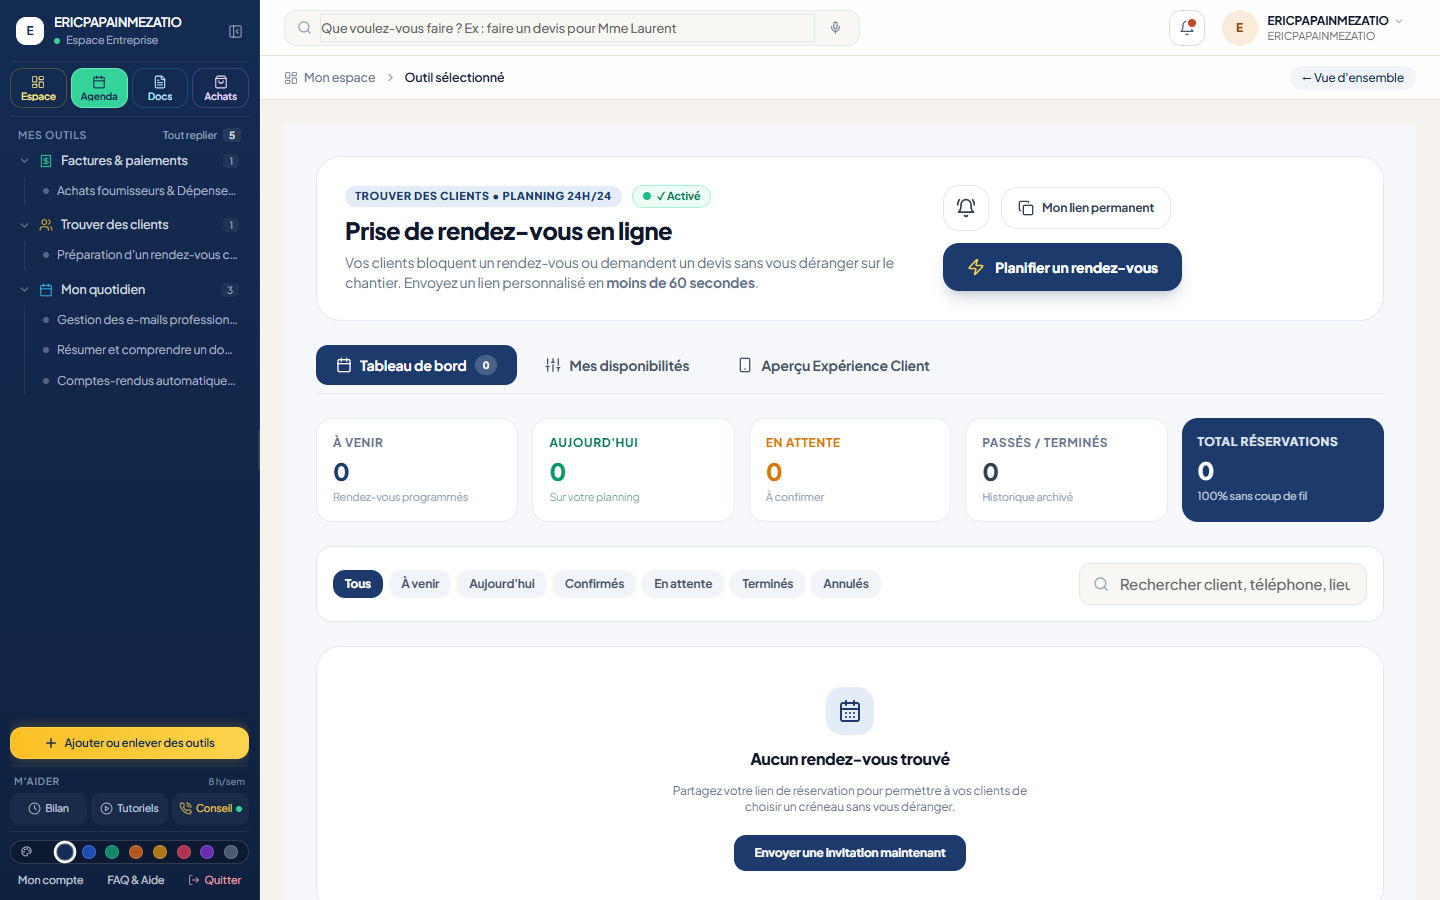 E
ERICPAPAINMEZATIO
Espace Entreprise
Espace
Agenda
Docs
Achats
MES OUTILS
Tout replier
5
Factures & paiements
1
Achats fournisseurs & Dépense…
Trouver des clients
1
Préparation d'un rendez-vous c…
Mon quotidien
3
Gestion des e-mails profession…
Résumer et comprendre un do…
Comptes-rendus automatique…
+ Ajouter ou enlever des outils
M'AIDER
8 h/sem
Bilan
Tutoriels
Conseil
Mon compte
FAQ & Aide
Quitter
Que voulez-vous faire ? Ex : faire un devis pour Mme Laurent
E
ERICPAPAINMEZATIO
ERICPAPAINMEZATIO
Mon espace
Outil sélectionné
← Vue d'ensemble
TROUVER DES CLIENTS ● PLANNING 24H/24
✓ Activé
Prise de rendez-vous en ligne
Vos clients bloquent un rendez-vous ou demandent un devis sans vous déranger sur le
chantier. Envoyez un lien personnalisé en moins de 60 secondes.
Mon lien permanent
Planifier un rendez-vous
Tableau de bord
0
Mes disponibilités
Aperçu Expérience Client
À VENIR
0
Rendez-vous programmés
AUJOURD'HUI
0
Sur votre planning
EN ATTENTE
0
À confirmer
PASSÉS / TERMINÉS
0
Historique archivé
TOTAL RÉSERVATIONS
0
100% sans coup de fil
Tous
À venir
Aujourd'hui
Confirmés
En attente
Terminés
Annulés
Rechercher client, téléphone, lieu
Aucun rendez-vous trouvé
Partagez votre lien de réservation pour permettre à vos clients de
choisir un créneau sans vous déranger.
Envoyer une invitation maintenant